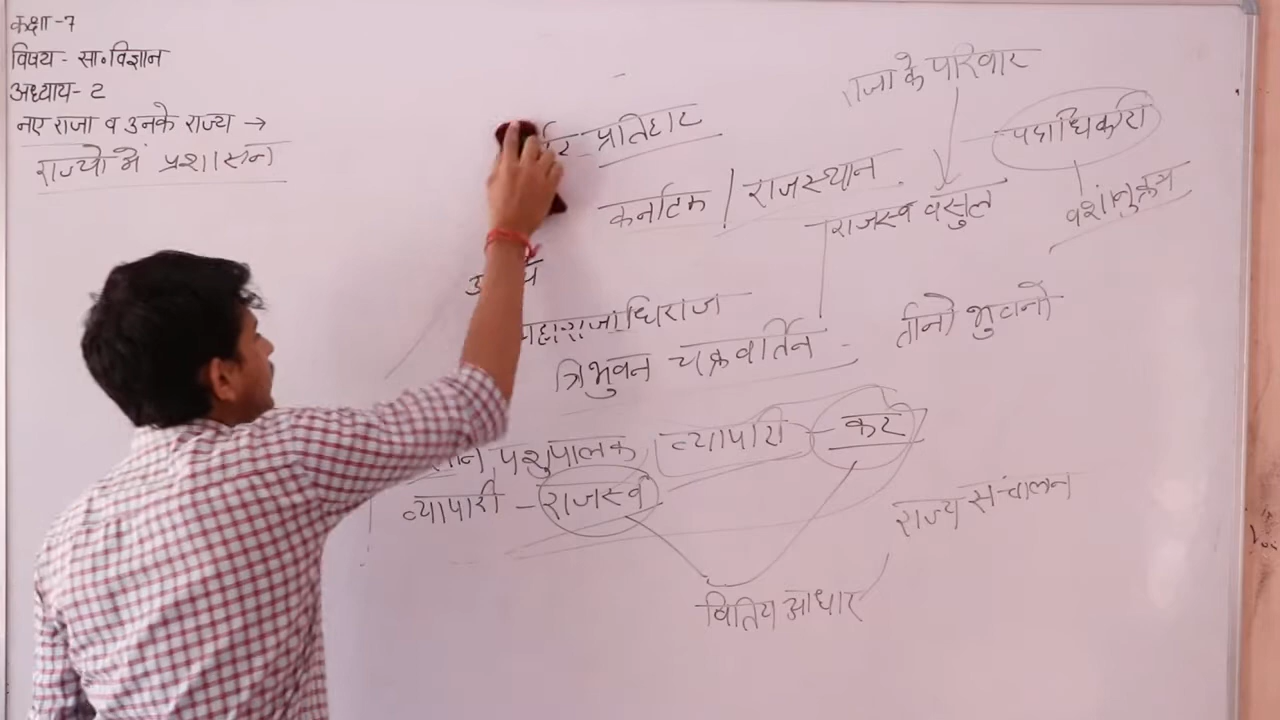 कक्षा-7
विषय- सा॰विज्ञान
अध्याय- 2
नए राजा व उनके राज्य →
राज्यो में प्रशासन
राजा के परिवार
प्रतिहार
पदाधिकारी
कर्नाटक / राजस्थान
राजस्व वसुल
वशांनुक्रम
महाराजाधिराज
त्रिभुवन चक्रवर्तिन - तीनो भुवनों
पशुपालक, व्यापारी - कर
व्यापारी - राजस्व
राज्य संचालन
वितिय आधार